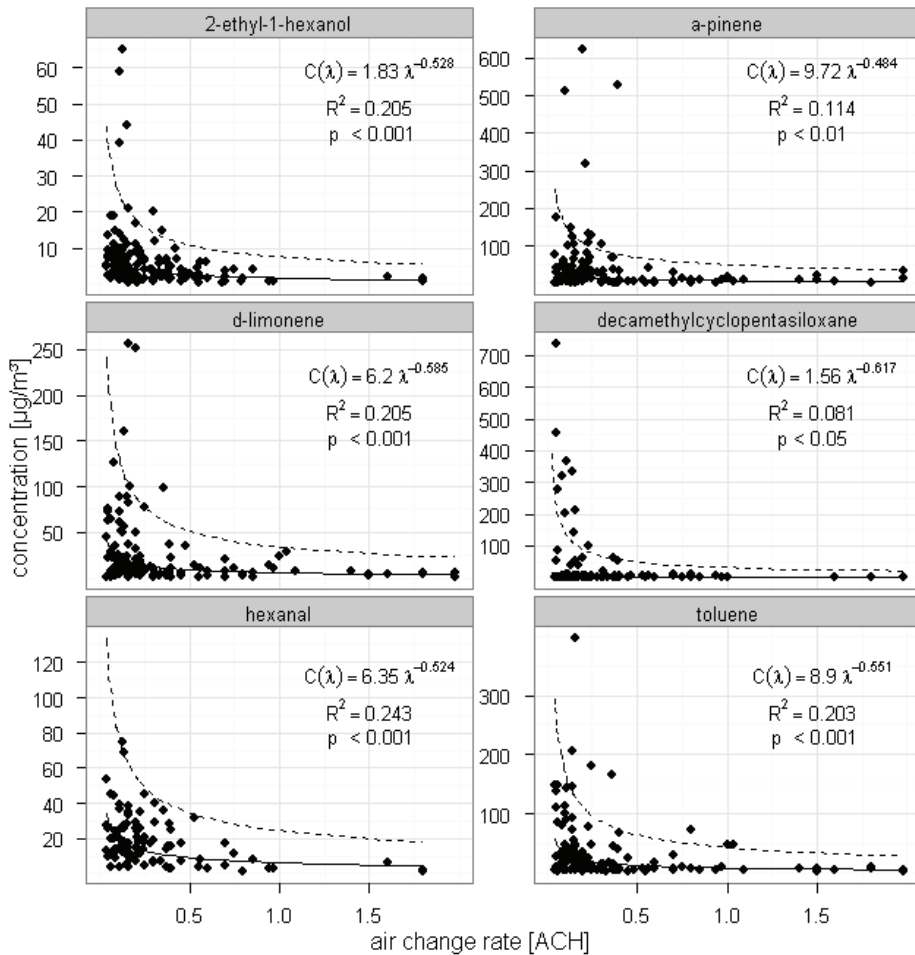 2-ethyl-1-hexanol
C(λ) = 1.83 λ^-0.528
R² = 0.205
p < 0.001
60
50
40
30
20
10
a-pinene
C(λ) = 9.72 λ^-0.484
R² = 0.114
p < 0.01
600
500
400
300
200
100
d-limonene
C(λ) = 6.2 λ^-0.585
R² = 0.205
p < 0.001
250
200
150
100
50
decamethylcyclopentasiloxane
C(λ) = 1.56 λ^-0.617
R² = 0.081
p < 0.05
700
600
500
400
300
200
100
concentration [µg/m³]
hexanal
C(λ) = 6.35 λ^-0.524
R² = 0.243
p < 0.001
120
100
80
60
40
20
0.5 1.0 1.5
toluene
C(λ) = 8.9 λ^-0.551
R² = 0.203
p < 0.001
300
200
100
0.5 1.0 1.5
air change rate [ACH]